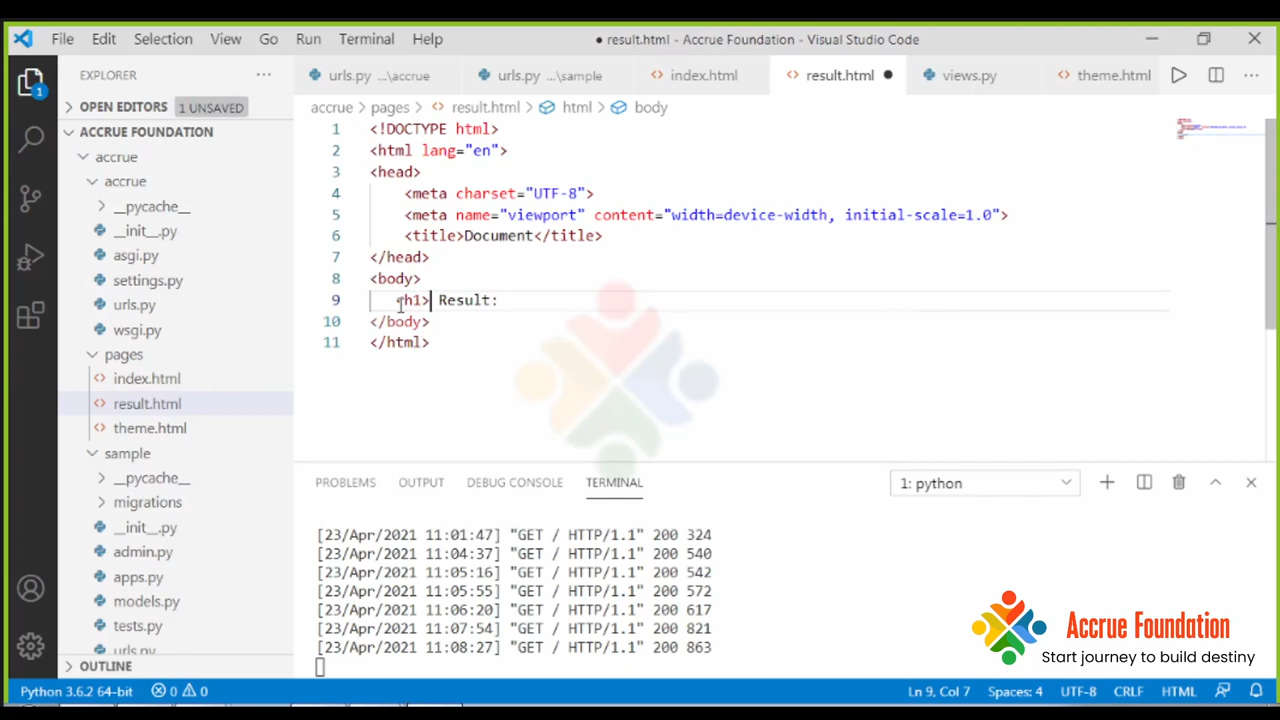 File Edit Selection View Go Run Terminal Help
● result.html - Accrue Foundation - Visual Studio Code
EXPLORER
OPEN EDITORS 1 UNSAVED
ACCRUE FOUNDATION
accrue
accrue
__pycache__
__init__.py
asgi.py
settings.py
urls.py
wsgi.py
pages
index.html
result.html
theme.html
sample
__pycache__
migrations
__init__.py
admin.py
apps.py
models.py
tests.py
urls.py
OUTLINE
urls.py ...\accrue urls.py ...\sample index.html result.html ● views.py theme.html
accrue > pages > result.html > html > body
1 <!DOCTYPE html>
2 <html lang="en">
3 <head>
4 <meta charset="UTF-8">
5 <meta name="viewport" content="width=device-width, initial-scale=1.0">
6 <title>Document</title>
7 </head>
8 <body>
9 <h1> Result:
10 </body>
11 </html>
PROBLEMS OUTPUT DEBUG CONSOLE TERMINAL 1: python
[23/Apr/2021 11:01:47] "GET / HTTP/1.1" 200 324
[23/Apr/2021 11:04:37] "GET / HTTP/1.1" 200 540
[23/Apr/2021 11:05:16] "GET / HTTP/1.1" 200 542
[23/Apr/2021 11:05:55] "GET / HTTP/1.1" 200 572
[23/Apr/2021 11:06:20] "GET / HTTP/1.1" 200 617
[23/Apr/2021 11:07:54] "GET / HTTP/1.1" 200 821
[23/Apr/2021 11:08:27] "GET / HTTP/1.1" 200 863
Accrue Foundation
Start journey to build destiny
1
Python 3.6.2 64-bit 0 0 Ln 9, Col 7 Spaces: 4 UTF-8 CRLF HTML